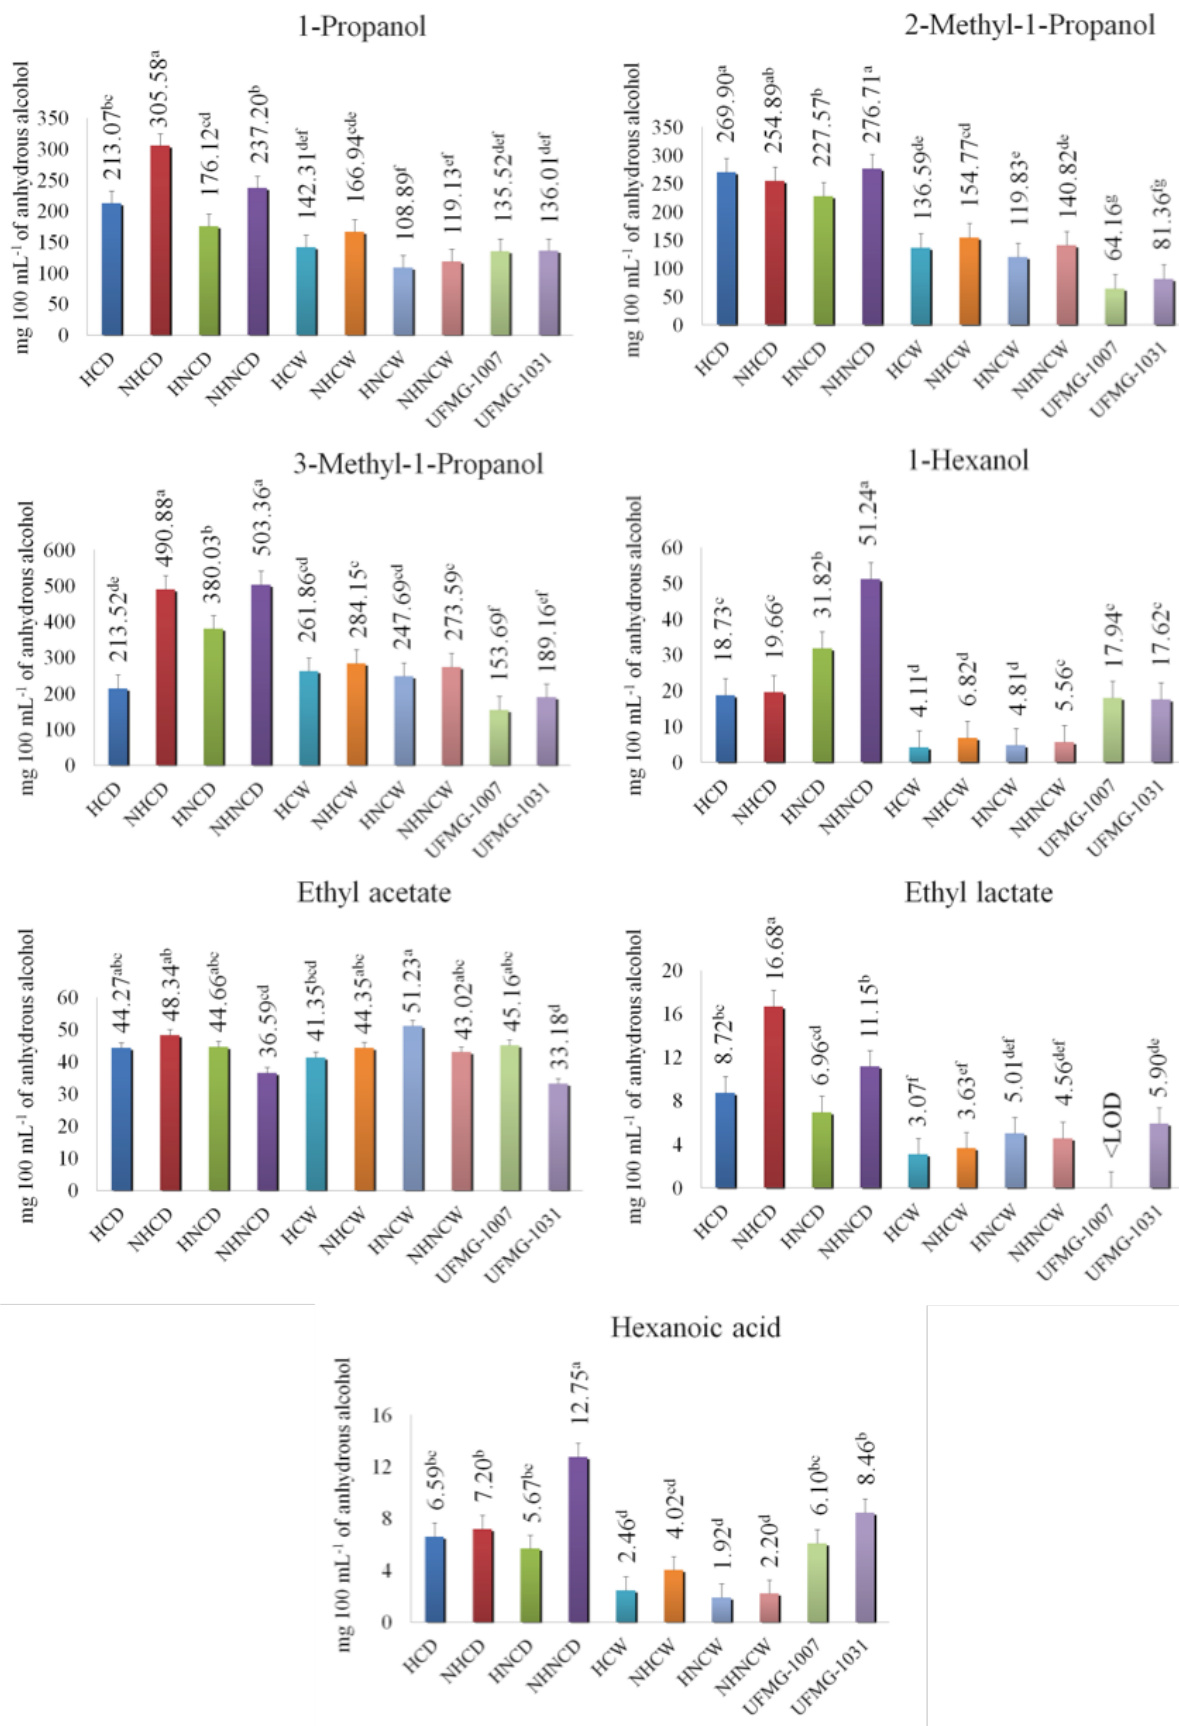 1-Propanol
mg 100 mL⁻¹ of anhydrous alcohol
350
300
250
200
150
100
50
0
213.07ᵇᶜ
305.58ᵃ
176.12ᶜᵈ
237.20ᵇ
142.31ᵈᵉᶠ
166.94ᶜᵈᵉ
108.89ᶠ
119.13ᵉᶠ
135.52ᵈᵉᶠ
136.01ᵈᵉᶠ
HCD
NHCD
HNCD
NHNCD
HCW
NHCW
HNCW
NHNCW
UFMG-1007
UFMG-1031
2-Methyl-1-Propanol
mg 100 mL⁻¹ of anhydrous alcohol
350
300
250
200
150
100
50
0
269.90ᵃ
254.89ᵃᵇ
227.57ᵇ
276.71ᵃ
136.59ᵈᵉ
154.77ᶜᵈ
119.83ᵉ
140.82ᵈᵉ
64.16ᵍ
81.36ᶠᵍ
HCD
NHCD
HNCD
NHNCD
HCW
NHCW
HNCW
NHNCW
UFMG-1007
UFMG-1031
3-Methyl-1-Propanol
mg 100 mL⁻¹ of anhydrous alcohol
600
500
400
300
200
100
0
213.52ᵈᵉ
490.88ᵃ
380.03ᵇ
503.36ᵃ
261.86ᶜᵈ
284.15ᶜ
247.69ᶜᵈ
273.59ᶜ
153.69ᶠ
189.16ᵉᶠ
HCD
NHCD
HNCD
NHNCD
HCW
NHCW
HNCW
NHNCW
UFMG-1007
UFMG-1031
1-Hexanol
mg 100 mL⁻¹ of anhydrous alcohol
60
50
40
30
20
10
0
18.73ᶜ
19.66ᶜ
31.82ᵇ
51.24ᵃ
4.11ᵈ
6.82ᵈ
4.81ᵈ
5.56ᶜ
17.94ᶜ
17.62ᶜ
HCD
NHCD
HNCD
NHNCD
HCW
NHCW
HNCW
NHNCW
UFMG-1007
UFMG-1031
Ethyl acetate
mg 100 mL⁻¹ of anhydrous alcohol
60
50
40
30
20
10
0
44.27ᵃᵇᶜ
48.34ᵃᵇ
44.66ᵃᵇᶜ
36.59ᶜᵈ
41.35ᵇᶜᵈ
44.35ᵃᵇᶜ
51.23ᵃ
43.02ᵃᵇᶜ
45.16ᵃᵇᶜ
33.18ᵈ
HCD
NHCD
HNCD
NHNCD
HCW
NHCW
HNCW
NHNCW
UFMG-1007
UFMG-1031
Ethyl lactate
mg 100 mL⁻¹ of anhydrous alcohol
20
16
12
8
4
0
8.72ᵇᶜ
16.68ᵃ
6.96ᶜᵈ
11.15ᵇ
3.07ᶠ
3.63ᵉᶠ
5.01ᵈᵉᶠ
4.56ᵈᵉᶠ
<LOD
5.90ᵈᵉ
HCD
NHCD
HNCD
NHNCD
HCW
NHCW
HNCW
NHNCW
UFMG-1007
UFMG-1031
Hexanoic acid
mg 100 mL⁻¹ of anhydrous alcohol
16
12
8
4
0
6.59ᵇᶜ
7.20ᵇ
5.67ᵇᶜ
12.75ᵃ
2.46ᵈ
4.02ᶜᵈ
1.92ᵈ
2.20ᵈ
6.10ᵇᶜ
8.46ᵇ
HCD
NHCD
HNCD
NHNCD
HCW
NHCW
HNCW
NHNCW
UFMG-1007
UFMG-1031